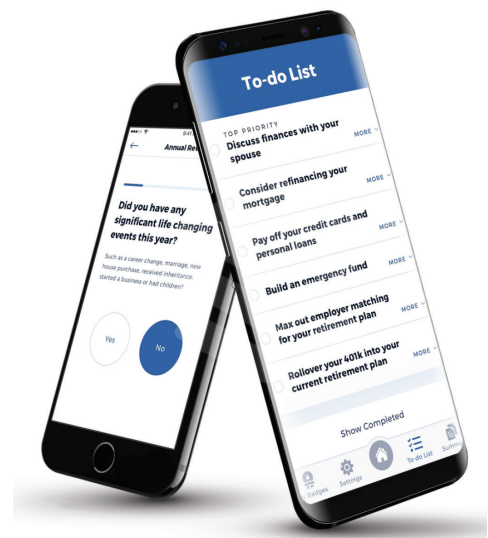 9:41
Annual Rev
Did you have any
significant life changing
events this year?
Such as a career change, marriage, new
house purchase, received inheritance,
started a business or had children?
Yes
No
To-do List
TOP PRIORITY
Discuss finances with your
spouse
MORE
Consider refinancing your
mortgage
MORE
Pay off your credit cards and
personal loans
MORE
Build an emergency fund
MORE
Max out employer matching
for your retirement plan
MORE
Rollover your 401k into your
current retirement plan
MORE
Show Completed
Badges
Settings
To-do List
Summa